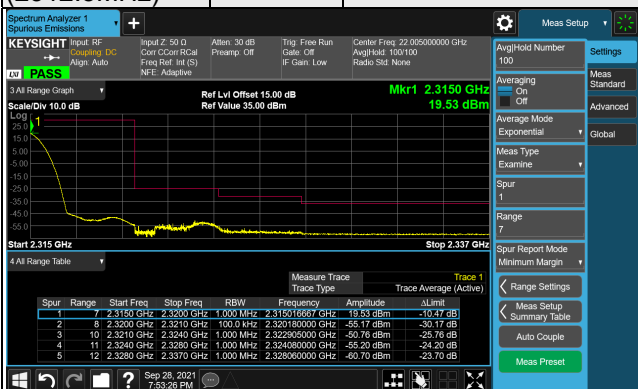 Spectrum Analyzer 1
Spurious Emissions
+
Meas Setup
KEYSIGHT
Input: RF
Coupling: DC
Align: Auto
Input Z: 50 Ω
Corr CCorr RCal
Freq Ref: Int (S)
NFE: Adaptive
Atten: 30 dB
Preamp: Off
Trig: Free Run
Gate: Off
IF Gain: Low
Center Freq: 22.005000000 GHz
Avg|Hold: 100/100
Radio Std: None
LXI PASS
3 All Range Graph
Scale/Div 10.0 dB
Ref Lvl Offset 15.00 dB
Ref Value 35.00 dBm
Mkr1 2.3150 GHz
19.53 dBm
Log
1
25.0
15.0
5.00
-5.00
-15.0
-25.0
-35.0
-45.0
-55.0
Start 2.315 GHz
Stop 2.337 GHz
4 All Range Table
Measure Trace Trace 1
Trace Type Trace Average (Active)
Spur Range Start Freq Stop Freq RBW Frequency Amplitude ΔLimit
1 7 2.3150 GHz 2.3200 GHz 1.000 MHz 2.315016667 GHz 19.53 dBm -10.47 dB
2 8 2.3200 GHz 2.3210 GHz 100.0 kHz 2.320180000 GHz -55.17 dBm -30.17 dB
3 10 2.3210 GHz 2.3240 GHz 1.000 MHz 2.322905000 GHz -50.76 dBm -25.76 dB
4 11 2.3240 GHz 2.3280 GHz 1.000 MHz 2.324080000 GHz -55.20 dBm -24.20 dB
5 12 2.3280 GHz 2.3370 GHz 1.000 MHz 2.328060000 GHz -60.70 dBm -23.70 dB
Avg|Hold Number
100
Averaging
On
Off
Average Mode
Exponential
Meas Type
Examine
Spur
1
Range
7
Spur Report Mode
Minimum Margin
Range Settings
Meas Setup
Summary Table
Auto Couple
Meas Preset
Settings
Meas
Standard
Advanced
Global
?
Sep 28, 2021
7:53:26 PM